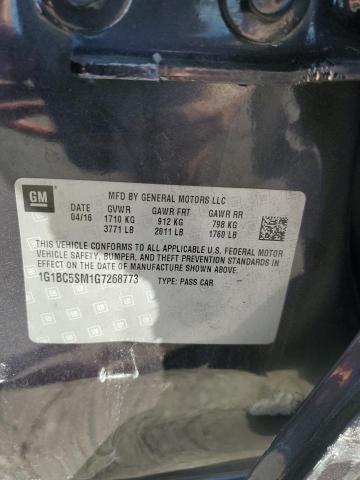 GM
MFD BY GENERAL MOTORS LLC
DATE GVWR GAWR FRT GAWR RR
04/16 1710 KG 912 KG 798 KG
3771 LB 2011 LB 1760 LB
THIS VEHICLE CONFORMS TO ALL APPLICABLE U.S. FEDERAL MOTOR
VEHICLE SAFETY, BUMPER, AND THEFT PREVENTION STANDARDS
IN EFFECT ON THE DATE OF MANUFACTURE SHOWN ABOVE.
1G1BC5SM1G7268773 TYPE: PASS CAR